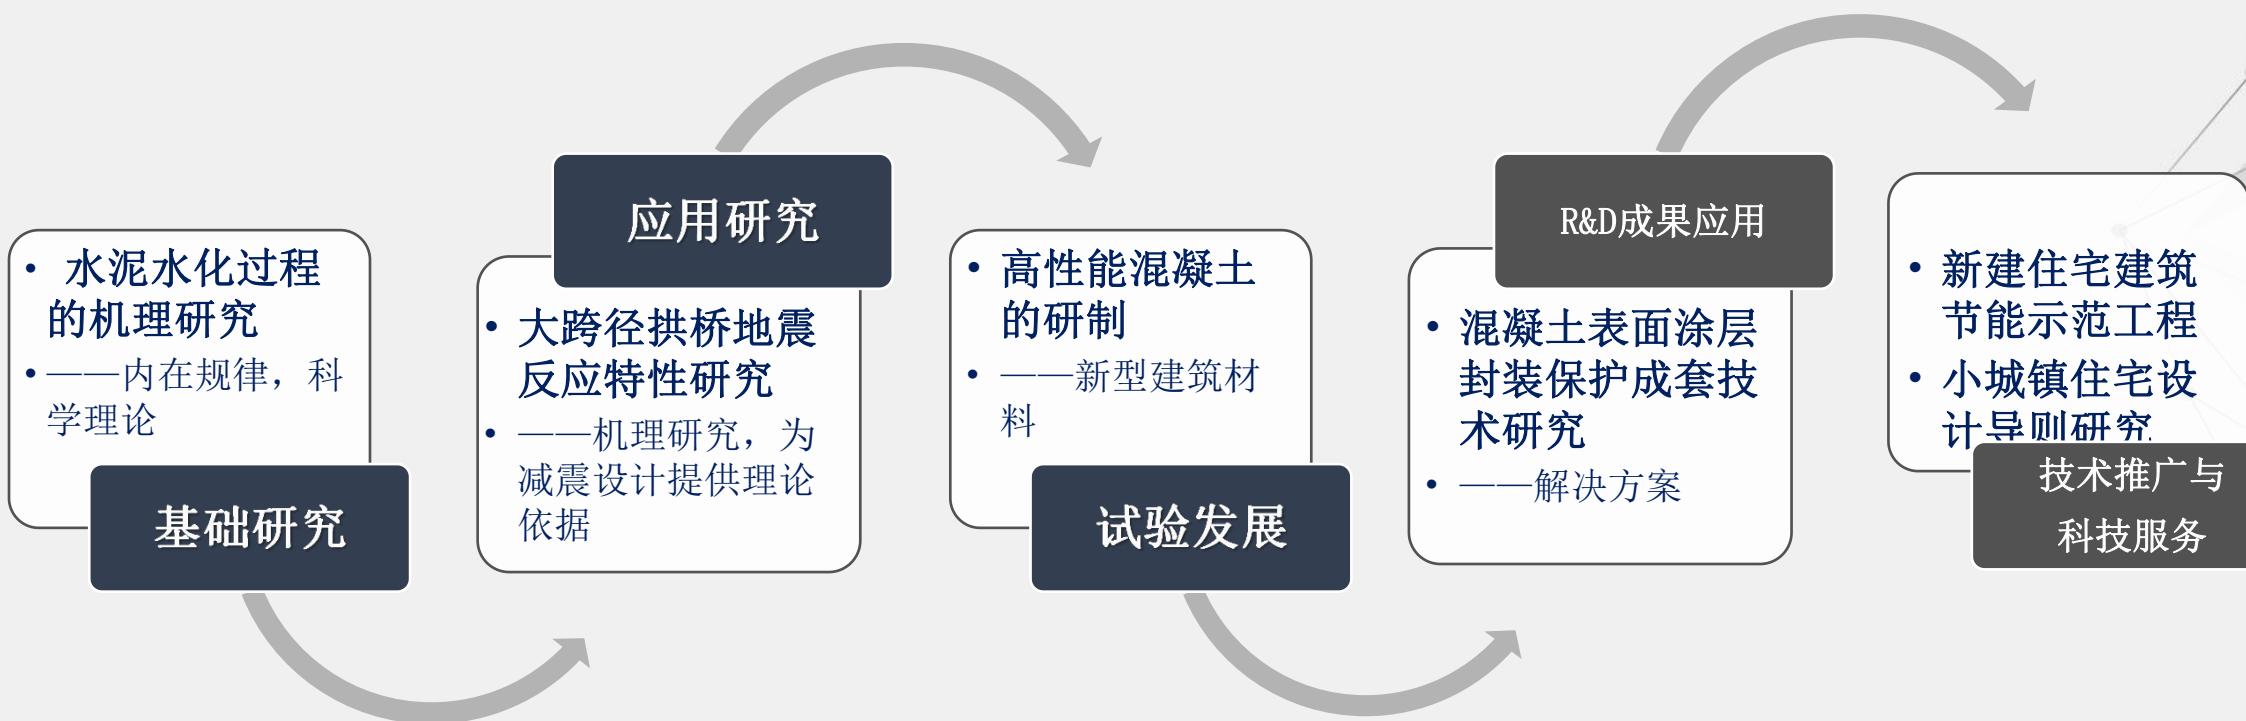 • 水泥水化过程
的机理研究
• ——内在规律，科
学理论
基础研究
应用研究
• 大跨径拱桥地震
反应特性研究
• ——机理研究，为
减震设计提供理论
依据
• 高性能混凝土
的研制
• ——新型建筑材
料
试验发展
R&D成果应用
• 混凝土表面涂层
封装保护成套技
术研究
• ——解决方案
• 新建住宅建筑
节能示范工程
• 小城镇住宅设
计导则研究
技术推广与
科技服务